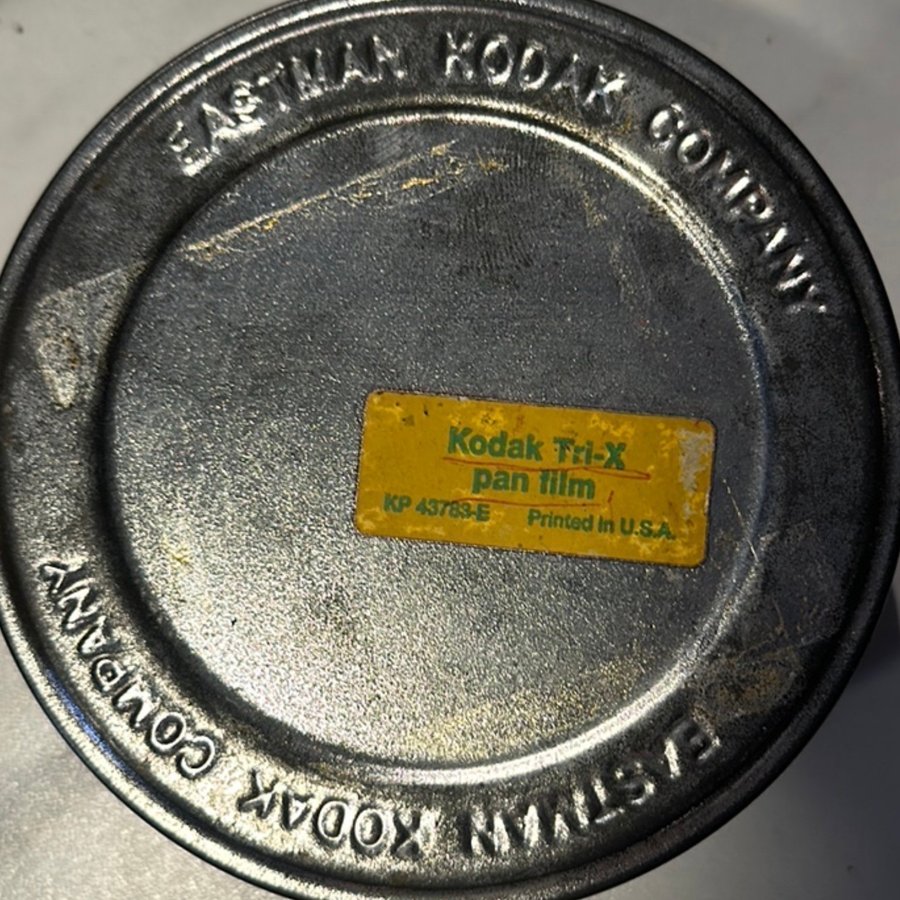 EASTMAN KODAK COMPANY
Kodak Tri-X
pan film
KP 43783-E Printed in U.S.A.
EASTMAN KODAK COMPANY